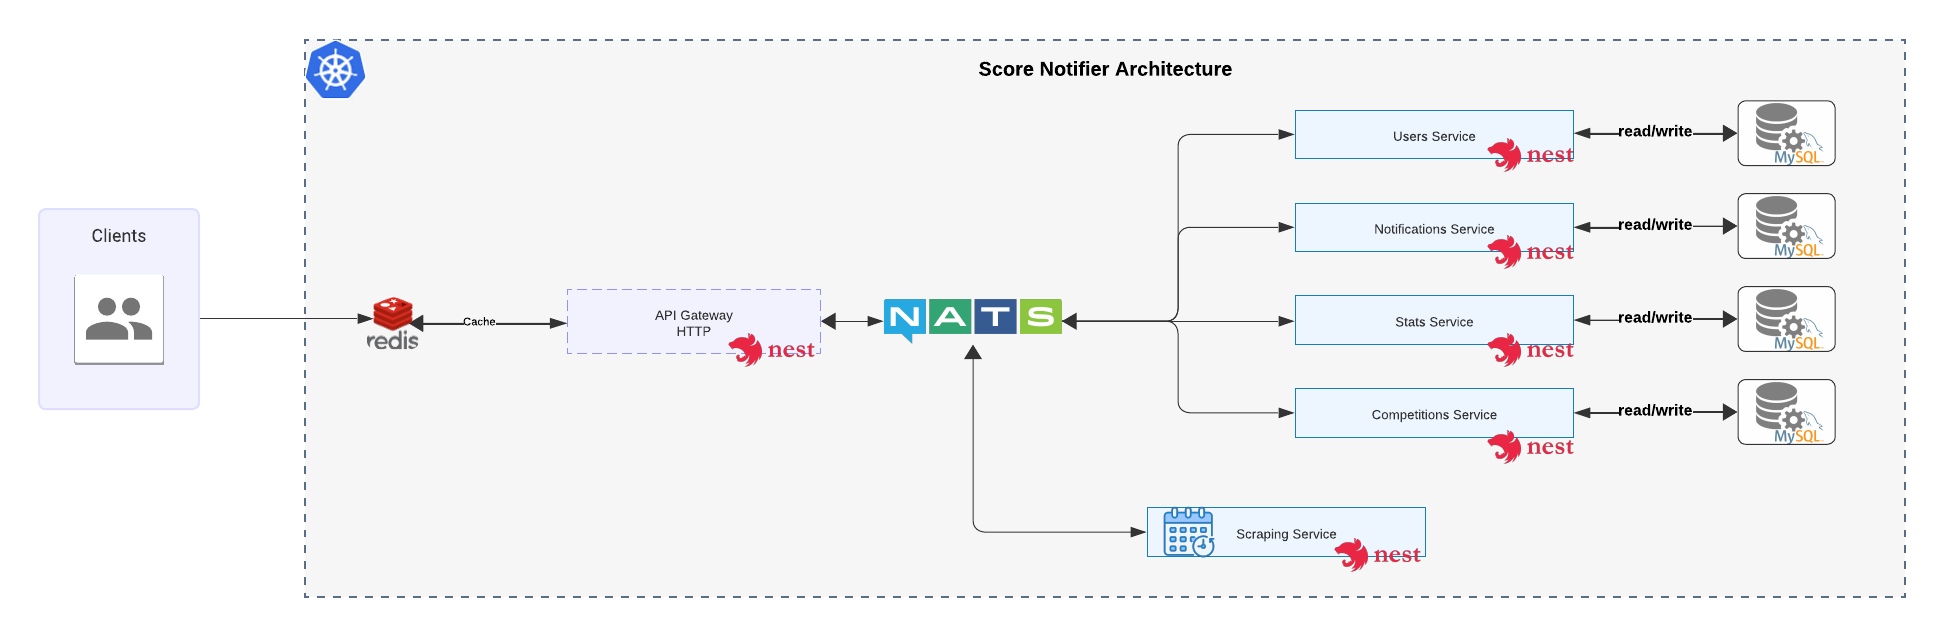 Score Notifier Architecture
Clients
redis
Cache
API Gateway
HTTP
nest
NATS
Users Service
nest
read/write
MySQL
Notifications Service
nest
read/write
MySQL
Stats Service
nest
read/write
MySQL
Competitions Service
nest
read/write
MySQL
Scraping Service
nest